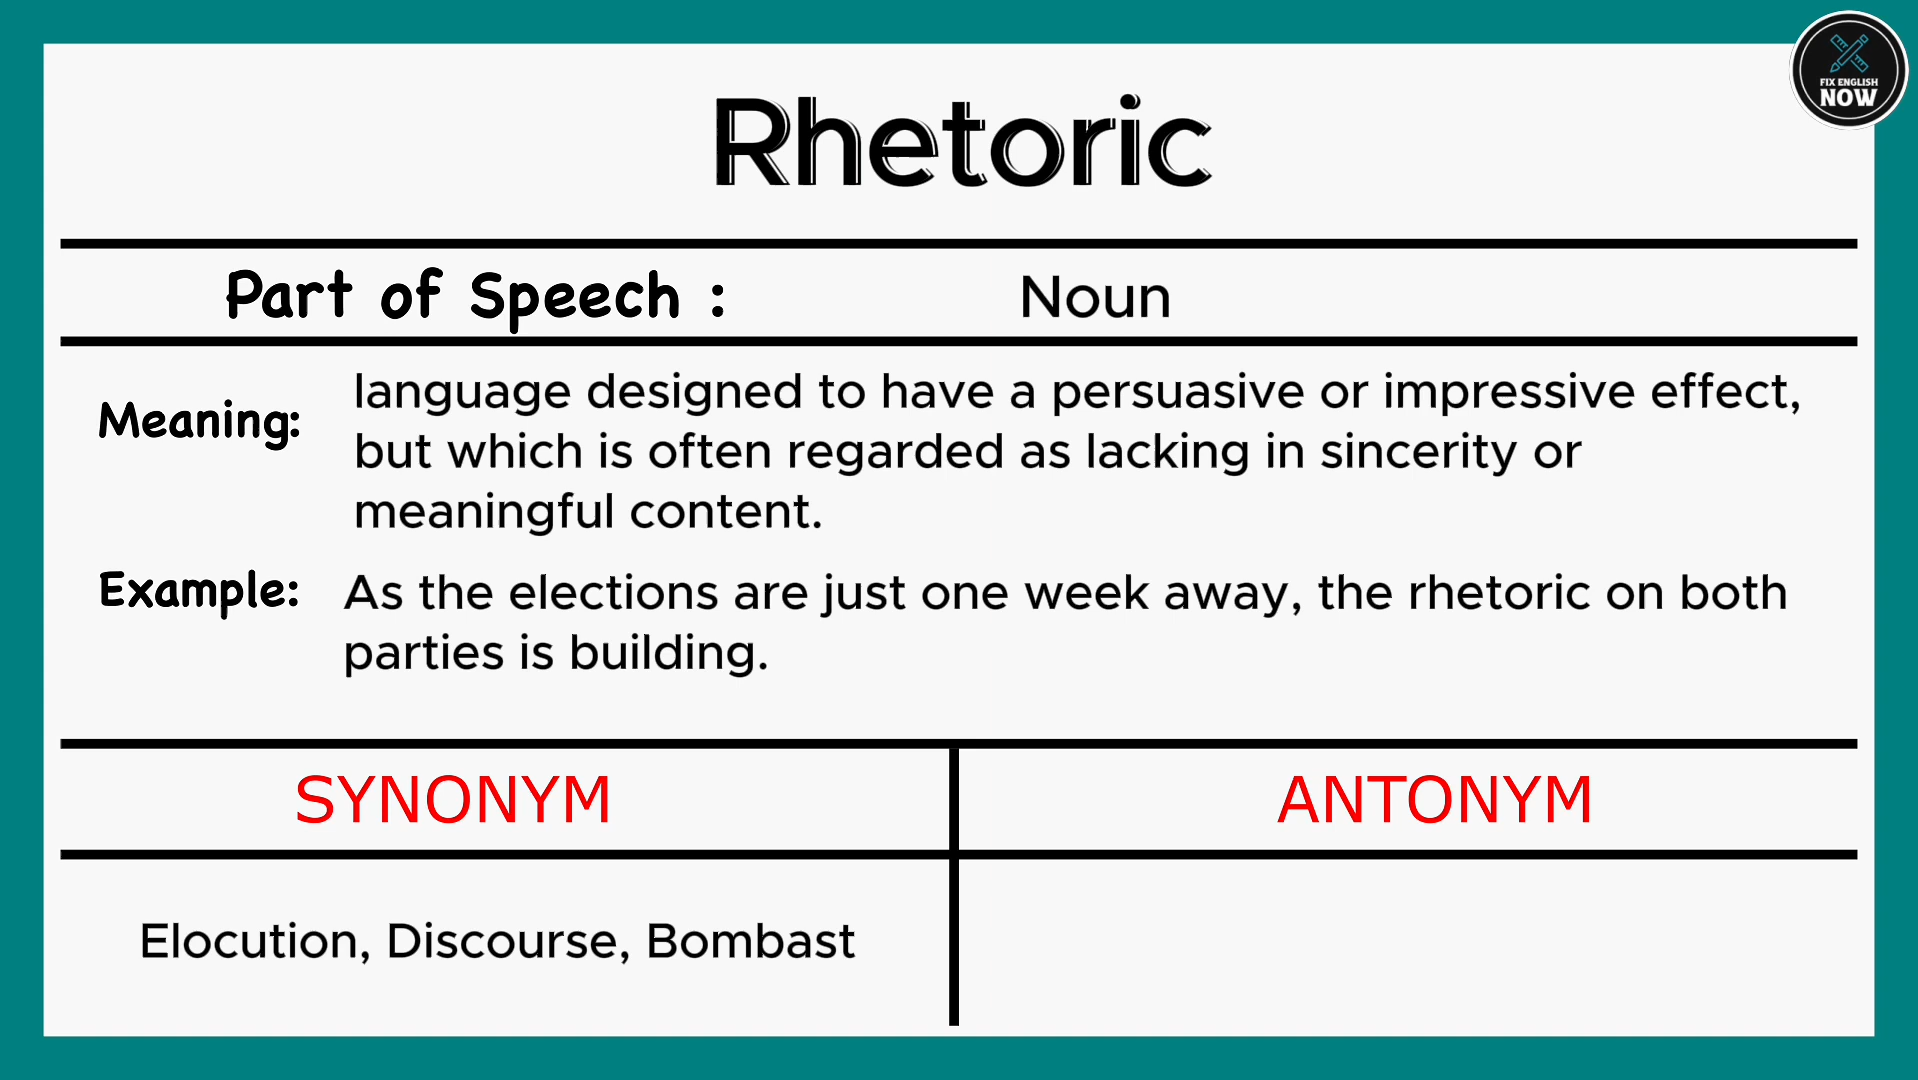 FIX ENGLISH
NOW
Rhetoric
Part of Speech : Noun
Meaning: language designed to have a persuasive or impressive effect,
but which is often regarded as lacking in sincerity or
meaningful content.
Example: As the elections are just one week away, the rhetoric on both
parties is building.
SYNONYM ANTONYM
Elocution, Discourse, Bombast